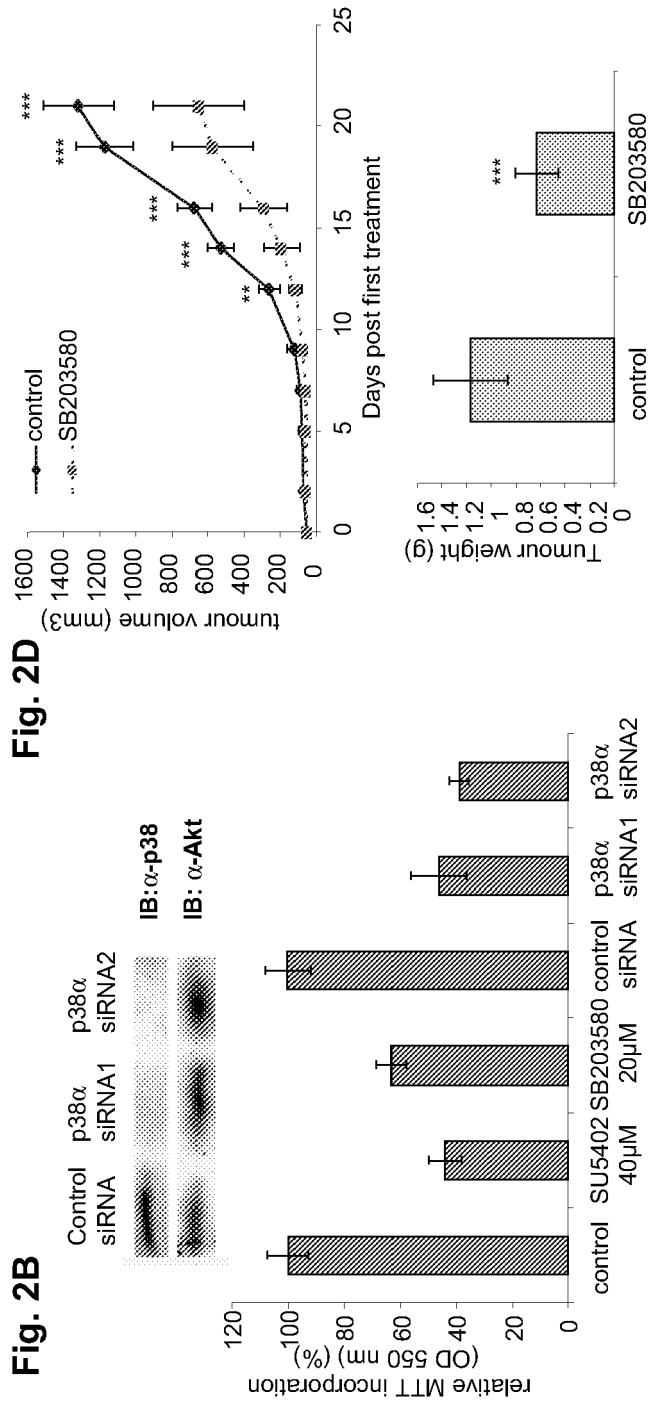 Fig. 2B
Control
siRNA
p38α
siRNA1
p38α
siRNA2
IB:α-p38
IB: α-Akt
relative MTT incorporation
(OD 550 nm) (%)
120
100
80
60
40
20
0
control
SU5402
40µM
SB203580
20µM
control
siRNA
p38α
siRNA1
p38α
siRNA2
Fig. 2D
tumour volume (mm3)
1600
1400
1200
1000
800
600
400
200
0
control
SB203580
**
***
***
***
***
0
5
10
15
20
25
Days post first treatment
Tumour weight (g)
1.6
1.4
1.2
1
0.8
0.6
0.4
0.2
0
***
control
SB203580